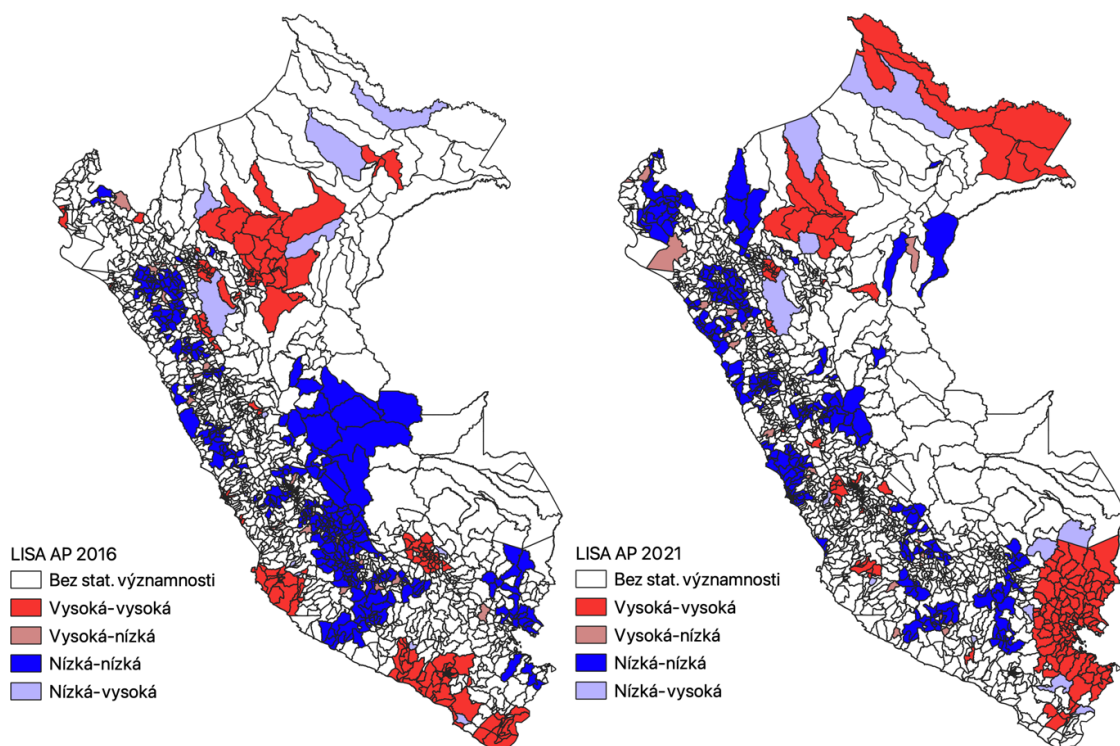 LISA AP 2016
Bez stat. významnosti
Vysoká-vysoká
Vysoká-nízká
Nízká-nízká
Nízká-vysoká
LISA AP 2021
Bez stat. významnosti
Vysoká-vysoká
Vysoká-nízká
Nízká-nízká
Nízká-vysoká